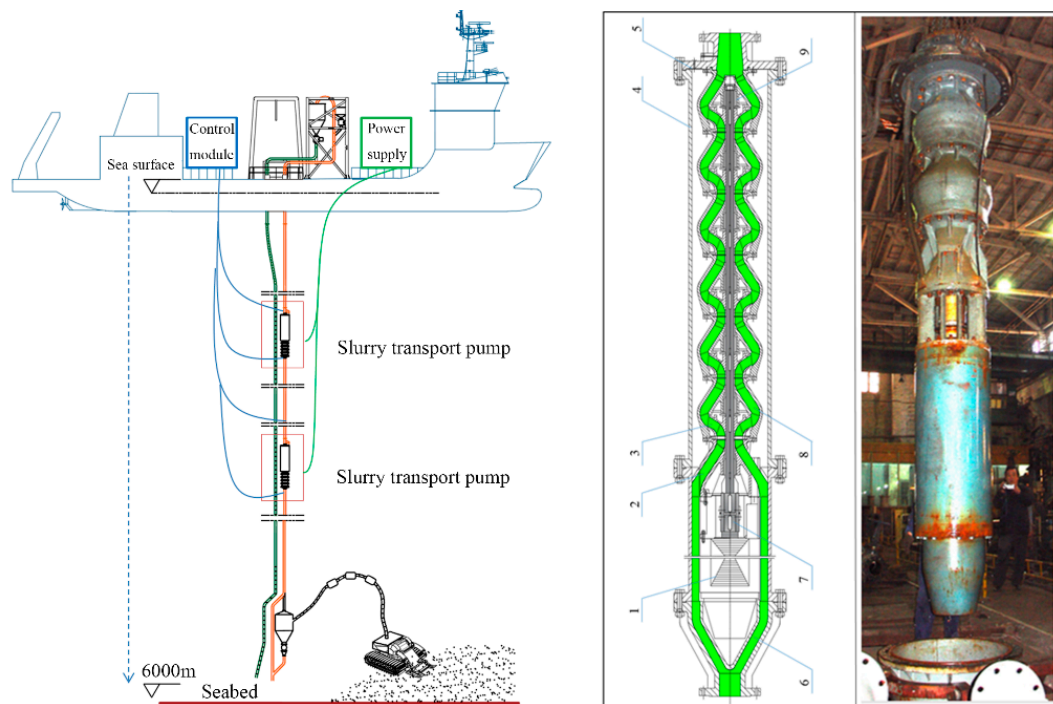 Control
module
Power
supply
Sea surface
Slurry transport pump
Slurry transport pump
6000m
Seabed
5
9
4
3
8
2
1
7
6